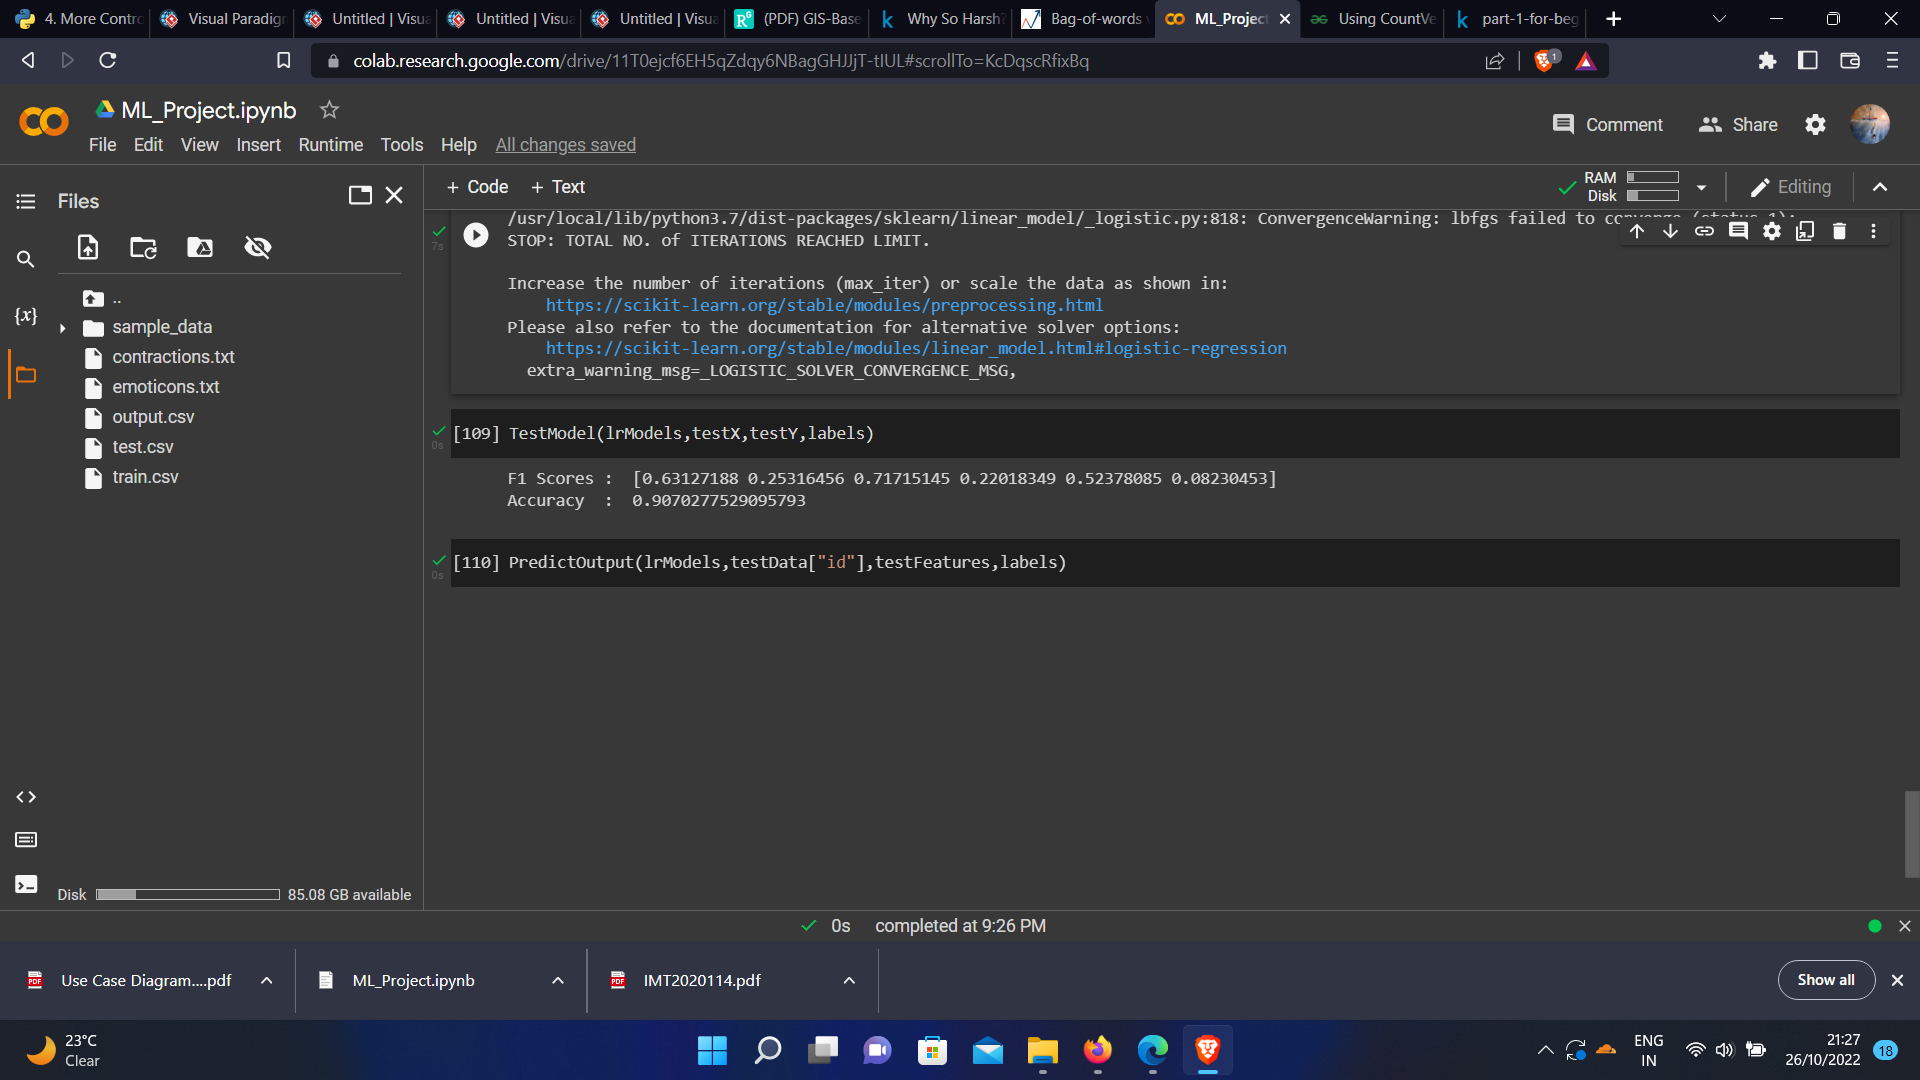 4. More Contro
Visual Paradign
Untitled | Visua
Untitled | Visua
Untitled | Visua
(PDF) GIS-Base
Why So Harsh?
Bag-of-words
ML_Project
Using CountVe
part-1-for-beg
colab.research.google.com/drive/11T0ejcf6EH5qZdqy6NBagGHJJjT-tIUL#scrollTo=KcDqscRfixBq
1
ML_Project.ipynb
File Edit View Insert Runtime Tools Help All changes saved
Comment
Share
Files
+ Code + Text
RAM
Disk
Editing
{x}
..
sample_data
contractions.txt
emoticons.txt
output.csv
test.csv
train.csv
Disk 85.08 GB available
7s
/usr/local/lib/python3.7/dist-packages/sklearn/linear_model/_logistic.py:818: ConvergenceWarning: lbfgs failed to converge (status=1):
STOP: TOTAL NO. of ITERATIONS REACHED LIMIT.
Increase the number of iterations (max_iter) or scale the data as shown in:
https://scikit-learn.org/stable/modules/preprocessing.html
Please also refer to the documentation for alternative solver options:
https://scikit-learn.org/stable/modules/linear_model.html#logistic-regression
extra_warning_msg=_LOGISTIC_SOLVER_CONVERGENCE_MSG,
0s
[109] TestModel(lrModels,testX,testY,labels)
F1 Scores : [0.63127188 0.25316456 0.71715145 0.22018349 0.52378085 0.08230453]
Accuracy : 0.9070277529095793
0s
[110] PredictOutput(lrModels,testData["id"],testFeatures,labels)
0s completed at 9:26 PM
PDF
Use Case Diagram....pdf
ML_Project.ipynb
PDF
IMT2020114.pdf
Show all
23°C
Clear
ENG
IN
21:27
26/10/2022
18